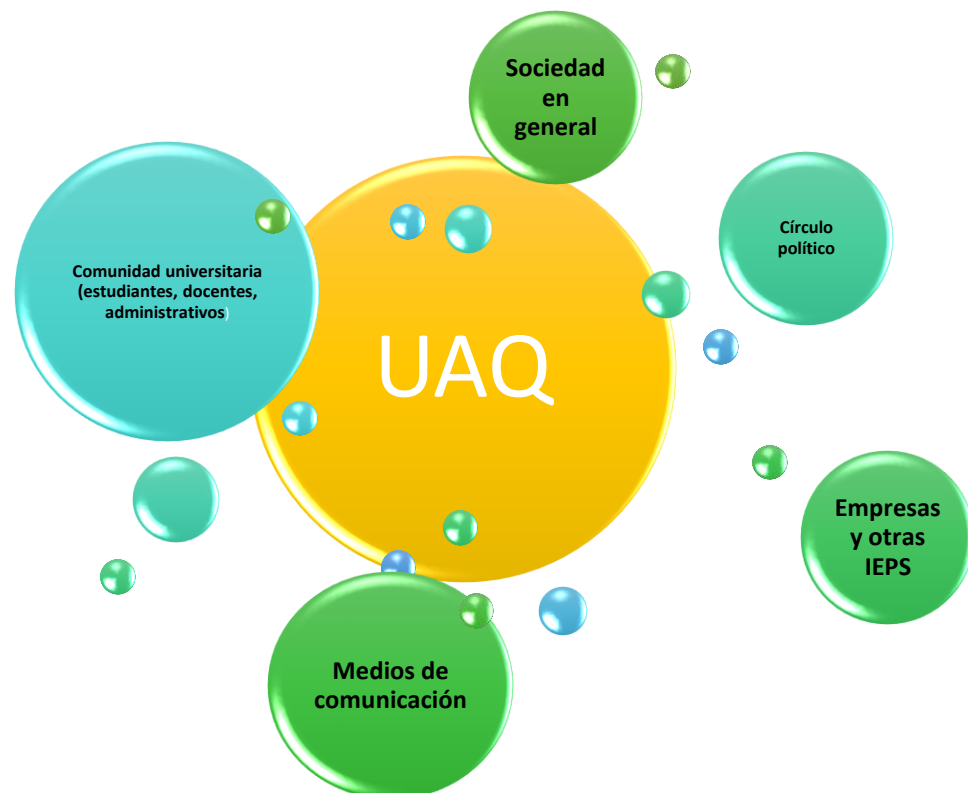 Sociedad
en
general
Círculo
político
Comunidad universitaria
(estudiantes, docentes,
administrativos)
UAQ
Empresas
y otras
IEPS
Medios de
comunicación